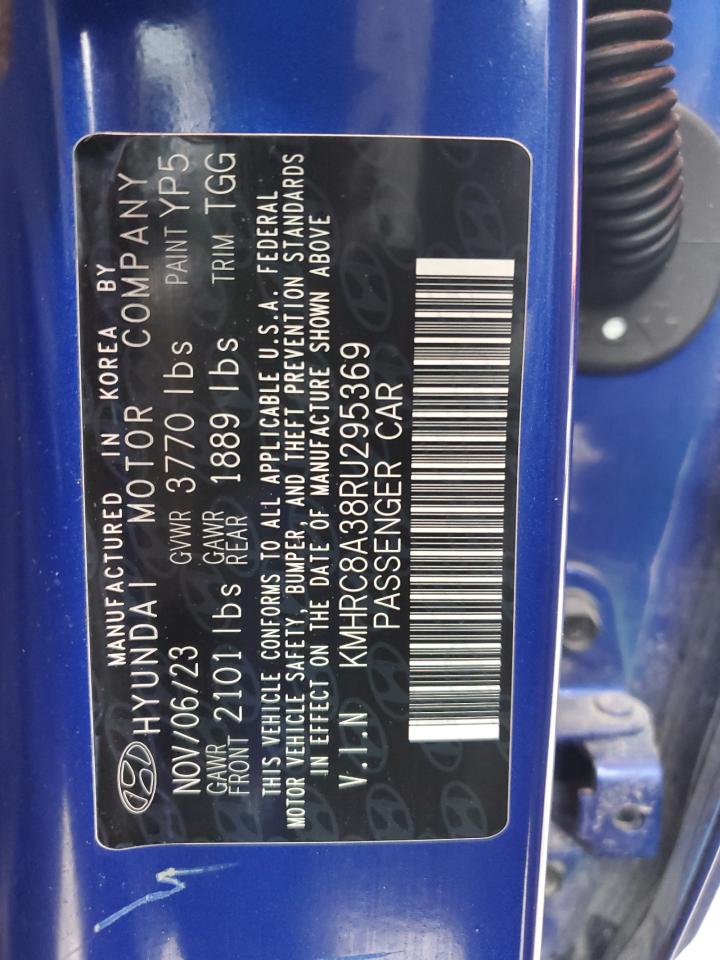 MANUFACTURED IN KOREA BY
HYUNDAI MOTOR COMPANY
NOV/06/23 GVWR 3770 lbs PAINT YP5
GAWR FRONT 2101 lbs GAWR REAR 1889 lbs TRIM TGG
THIS VEHICLE CONFORMS TO ALL APPLICABLE U.S.A. FEDERAL
MOTOR VEHICLE SAFETY, BUMPER, AND THEFT PREVENTION STANDARDS
IN EFFECT ON THE DATE OF MANUFACTURE SHOWN ABOVE
V.I.N KMHRC8A38RU295369
PASSENGER CAR